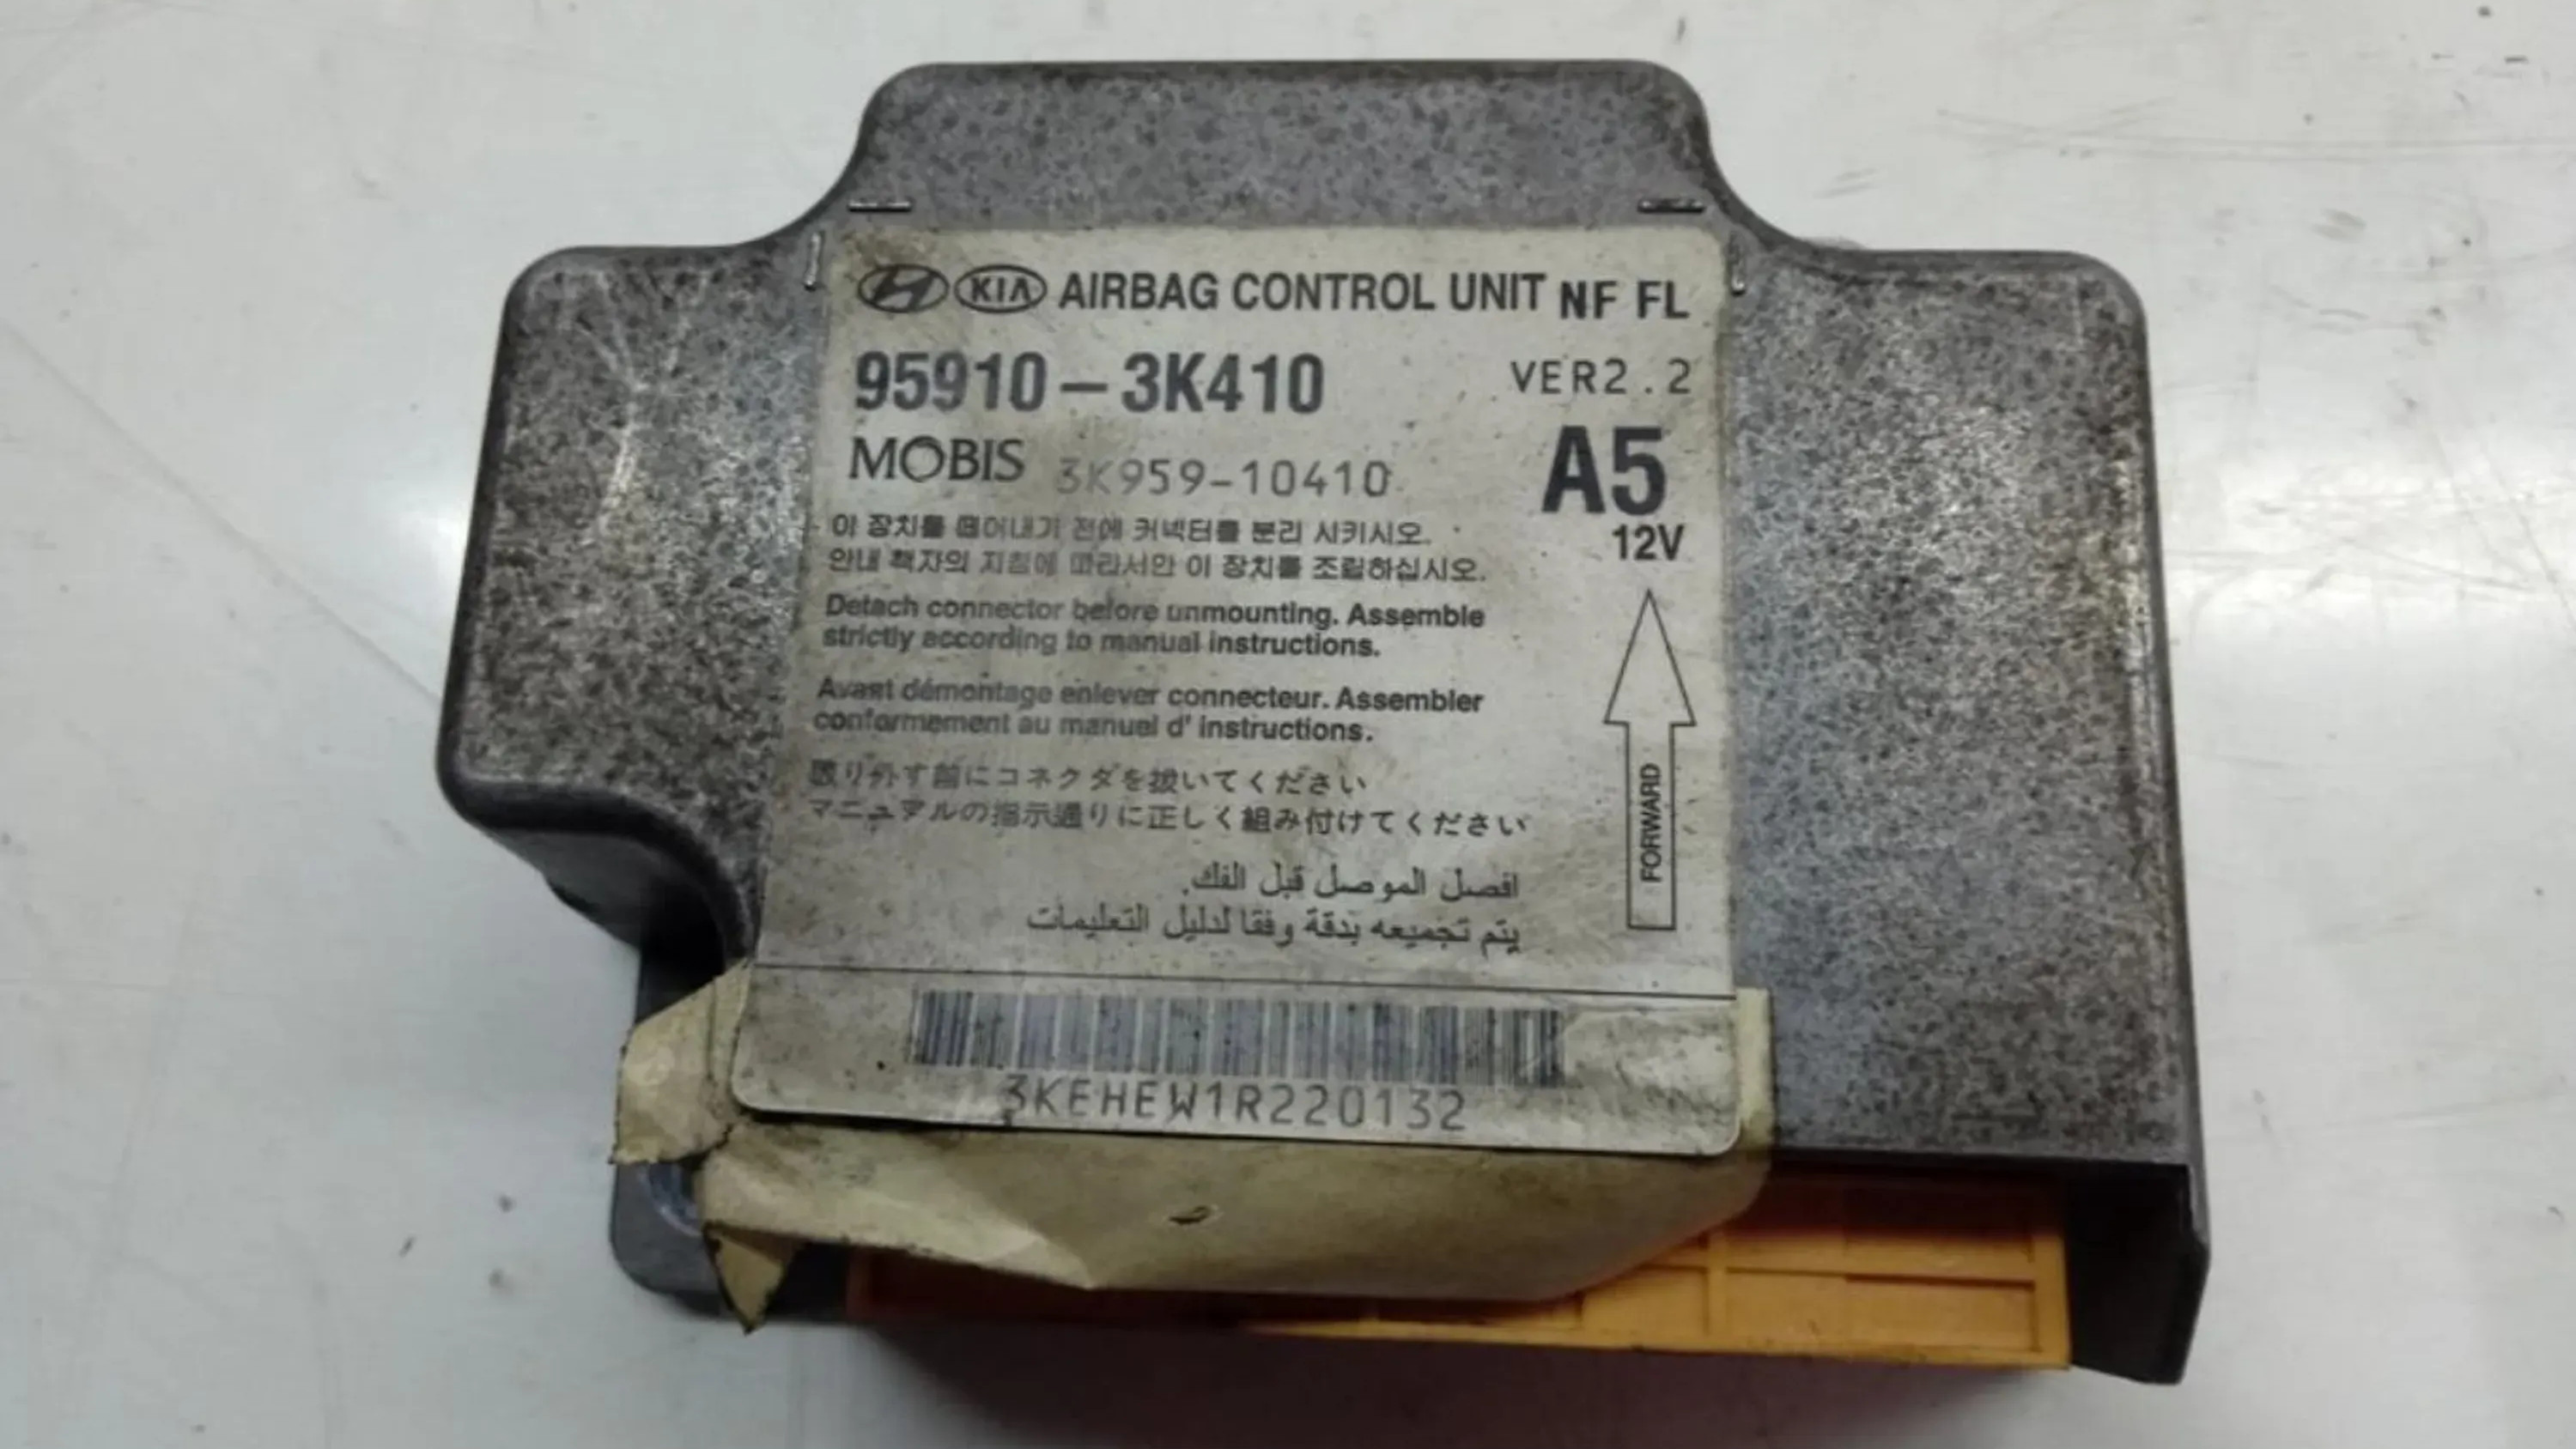 KIA AIRBAG CONTROL UNIT NF FL
95910-3K410 VER2.2
MOBIS 3K959-10410 A5
12V
이 장치를 떼어내기 전에 커넥터를 분리 시키시오.
안내 책자의 지침에 따라서만 이 장치를 조립하십시오.
Detach connector before unmounting. Assemble
strictly according to manual instructions.
Avant démontage enlever connecteur. Assembler
conformement au manuel d' instructions.
取り外す前にコネクタを抜いてください
マニュアルの指示通りに正しく組み付けてください
افصل الموصل قبل الفك.
يتم تجميعه بدقة وفقا لدليل التعليمات
FORWARD
3KEHEW1R220132